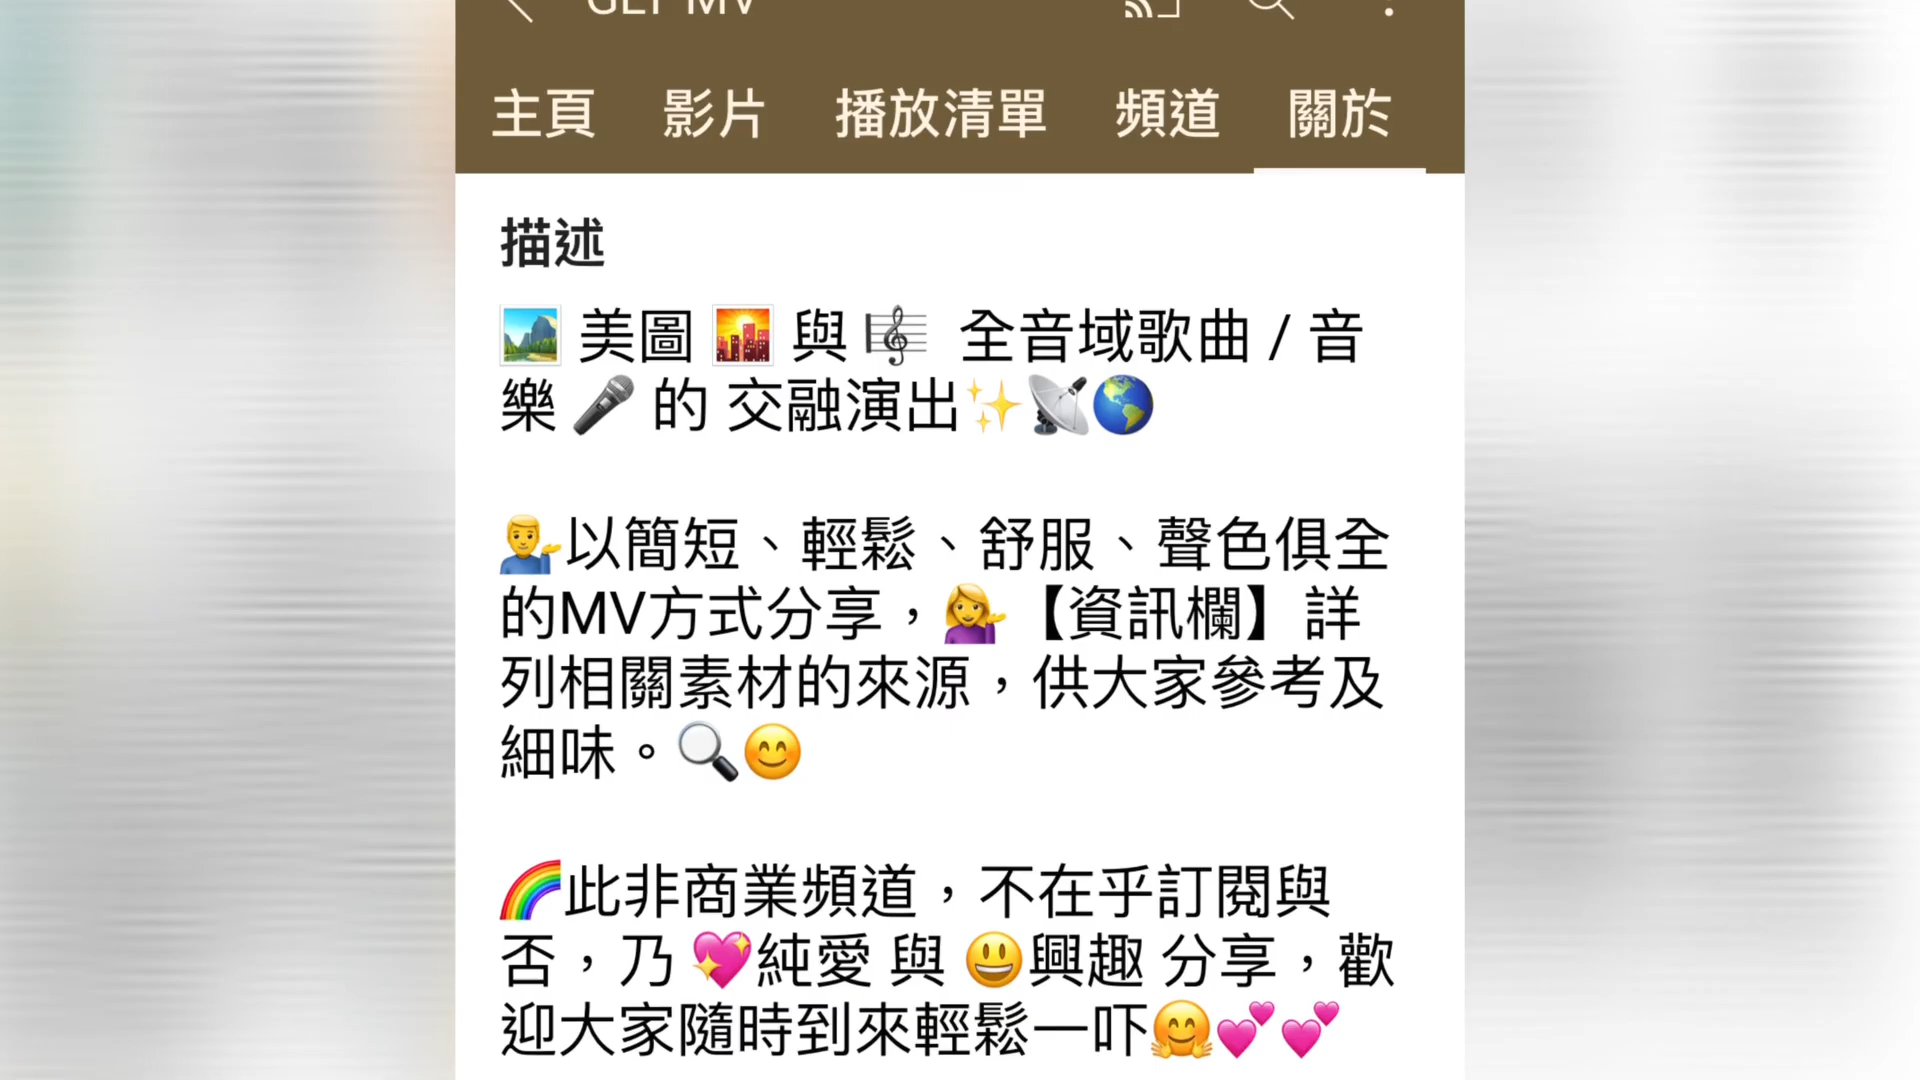 GET MV
主頁 影片 播放清單 頻道 關於
描述
🏞️ 美圖 🌇 與 🎼 全音域歌曲 / 音
樂 🎤 的 交融演出✨📡🌎
💁‍♂️以簡短、輕鬆、舒服、聲色俱全
的MV方式分享，💁‍♀️【資訊欄】詳
列相關素材的來源，供大家參考及
細味。🔍😊
🌈此非商業頻道，不在乎訂閱與
否，乃 💖純愛 與 😃興趣 分享，歡
迎大家隨時到來輕鬆一吓🤗💕💕